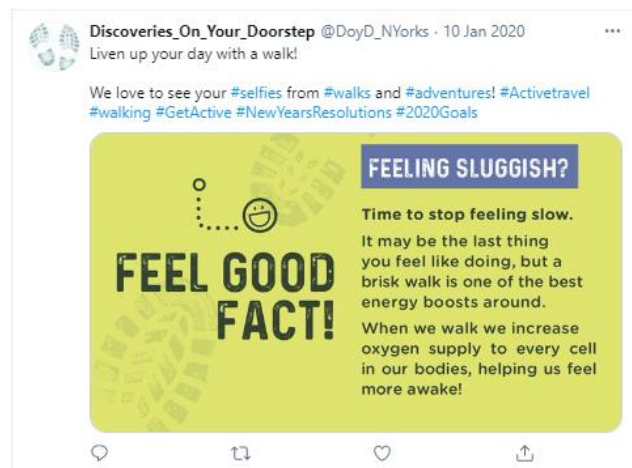 Discoveries_On_Your_Doorstep @DoyD_NYorks · 10 Jan 2020
Liven up your day with a walk!
We love to see your #selfies from #walks and #adventures! #Activetravel
#walking #GetActive #NewYearsResolutions #2020Goals
FEEL GOOD
FACT!
FEELING SLUGGISH?
Time to stop feeling slow.
It may be the last thing
you feel like doing, but a
brisk walk is one of the best
energy boosts around.
When we walk we increase
oxygen supply to every cell
in our bodies, helping us feel
more awake!